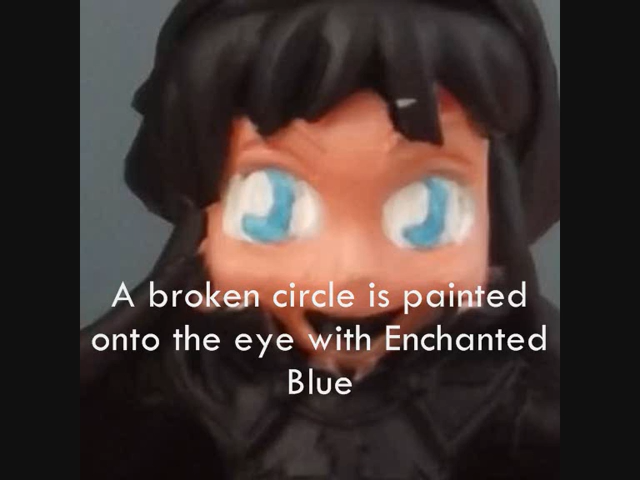 A broken circle is painted
onto the eye with Enchanted
Blue